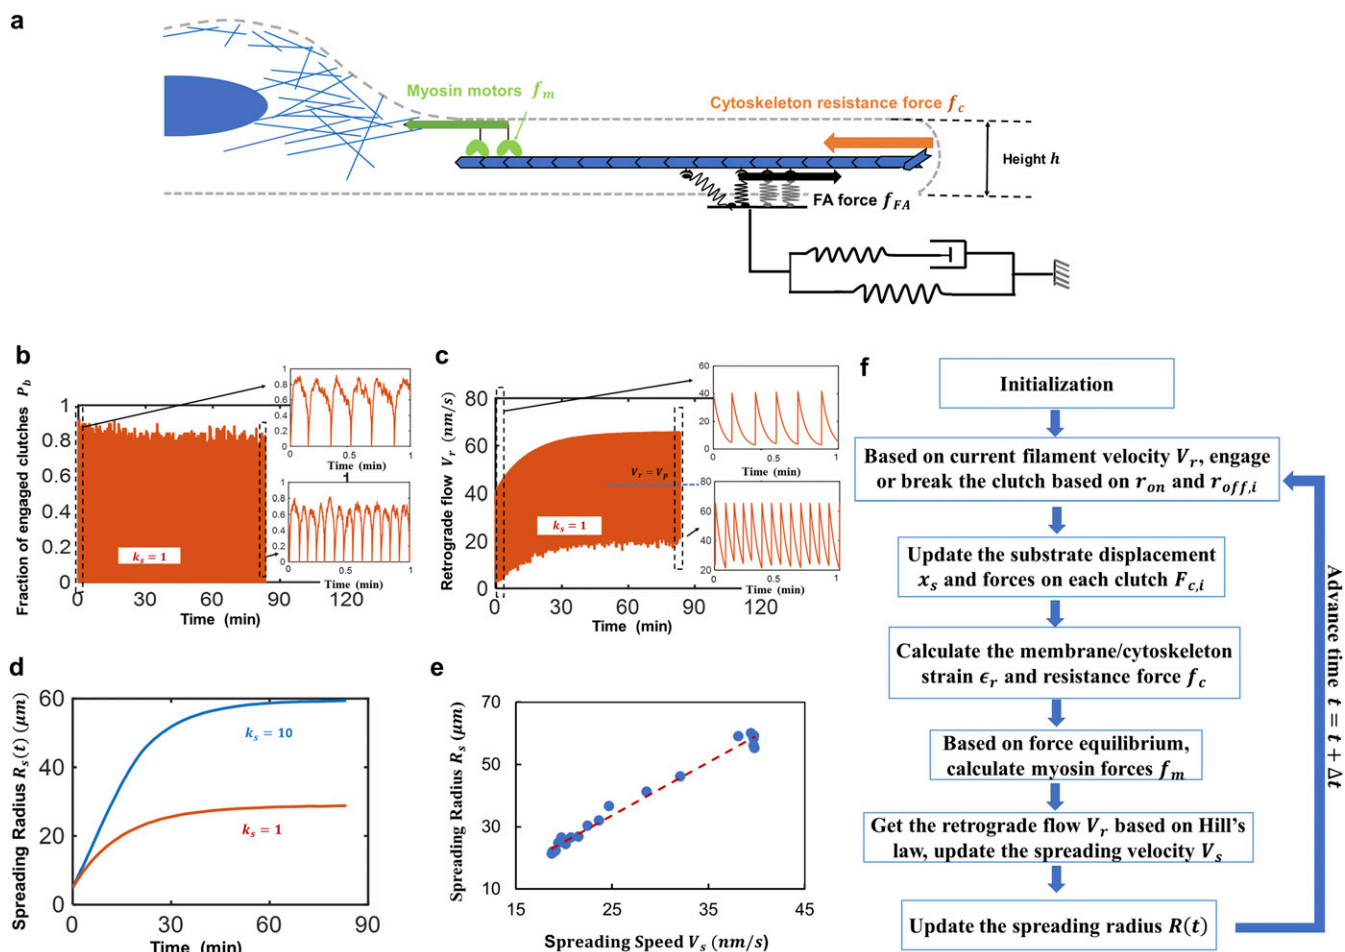 a
Myosin motors f_m
Cytoskeleton resistance force f_c
Height h
FA force f_FA
b
Fraction of engaged clutches P_b
1
0.8
0.6
0.4
0.2
0
0 30 60 90 120
Time (min)
k_s = 1
1
0.8
0.6
0.4
0.2
0
0 0.5 1
Time (min)
1
0.8
0.6
0.4
0.2
0
0 0.5 1
Time (min)
c
Retrograde flow V_r (nm/s)
80
60
40
20
0
0 30 60 90 120
Time (min)
V_r = V_p
k_s = 1
60
40
20
0
0 0.5 1
Time (min)
80
60
40
20
0 0.5 1
Time (min)
d
Spreading Radius R_s(t) (μm)
60
40
20
0
0 30 60 90
Time (min)
k_s = 10
k_s = 1
e
Spreading Radius R_s (μm)
70
50
30
10
15 25 35 45
Spreading Speed V_s (nm/s)
f
Initialization
Based on current filament velocity V_r, engage
or break the clutch based on r_on and r_off,i
Update the substrate displacement
x_s and forces on each clutch F_c,i
Calculate the membrane/cytoskeleton
strain ϵ_r and resistance force f_c
Based on force equilibrium,
calculate myosin forces f_m
Get the retrograde flow V_r based on Hill's
law, update the spreading velocity V_s
Update the spreading radius R(t)
Advance time t = t + Δt